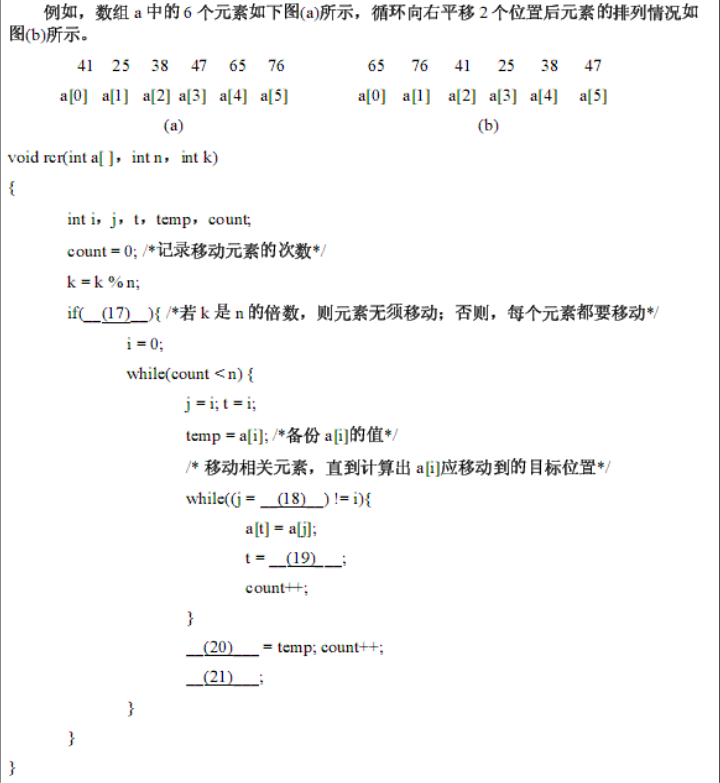 例如，数组 a 中的 6 个元素如下图(a)所示，循环向右平移 2 个位置后元素的排列情况如
图(b)所示。
41 25 38 47 65 76 65 76 41 25 38 47
a[0] a[1] a[2] a[3] a[4] a[5] a[0] a[1] a[2] a[3] a[4] a[5]
(a) (b)
void rcr(int a[ ]，int n，int k)
{
int i，j，t，temp，count;
count = 0; /*记录移动元素的次数*/
k = k % n;
if(__(17)__){ /*若 k 是 n 的倍数，则元素无须移动；否则，每个元素都要移动*/
i = 0;
while(count < n) {
j = i; t = i;
temp = a[i]; /*备份 a[i]的值*/
/* 移动相关元素，直到计算出 a[i]应移动到的目标位置*/
while((j = __(18)__) != i){
a[t] = a[j];
t = __(19)___;
count++;
}
__(20)___ = temp; count++;
__(21)___;
}
}
}